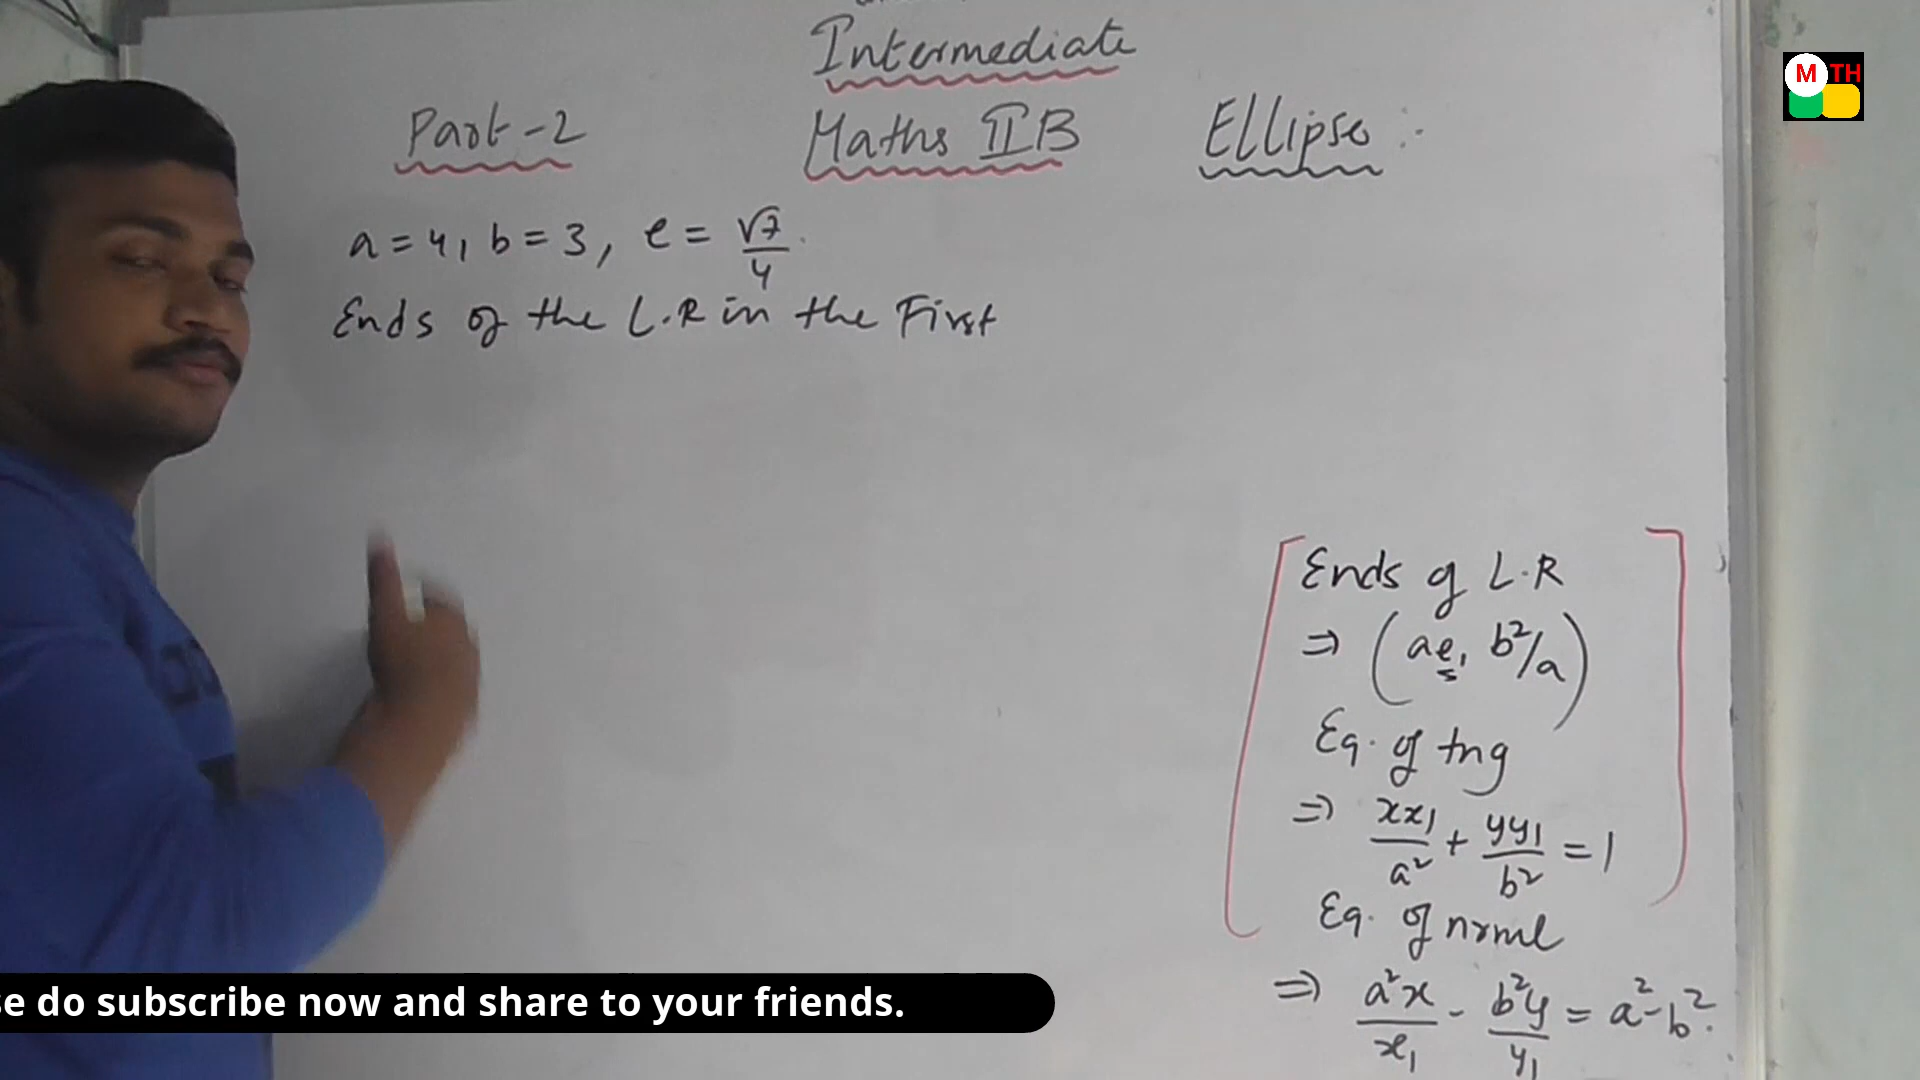 Intermediate
Part-2 Maths IIB Ellipse :-
a = 4, b = 3, e = √7/4.
Ends of the L.R in the First
Ends of L.R
⇒ (ae, b²/a)
Eq. of tng
⇒ xx₁/a² + yy₁/b² = 1
Eq. of nrml
⇒ a²x/x₁ - b²y/y₁ = a²-b².
MTH
se do subscribe now and share to your friends.